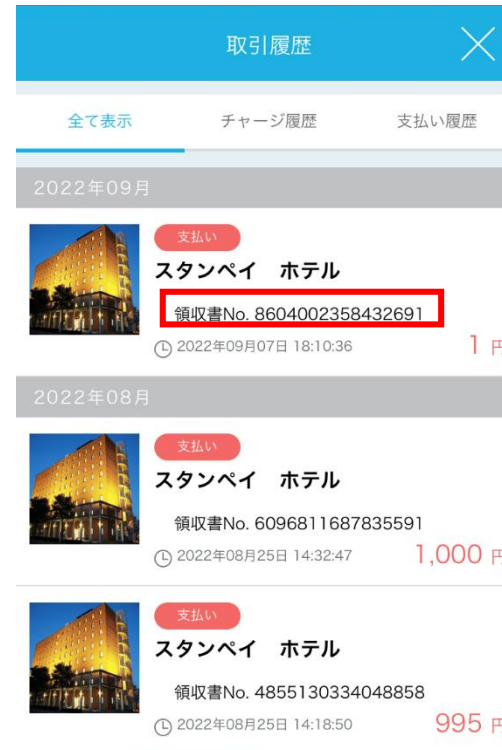 取引履歴
全て表示 チャージ履歴 支払い履歴
2022年09月
支払い
スタンペイ ホテル
領収書No. 8604002358432691
2022年09月07日 18:10:36 1 円
2022年08月
支払い
スタンペイ ホテル
領収書No. 6096811687835591
2022年08月25日 14:32:47 1,000 円
支払い
スタンペイ ホテル
領収書No. 4855130334048858
2022年08月25日 14:18:50 995 円